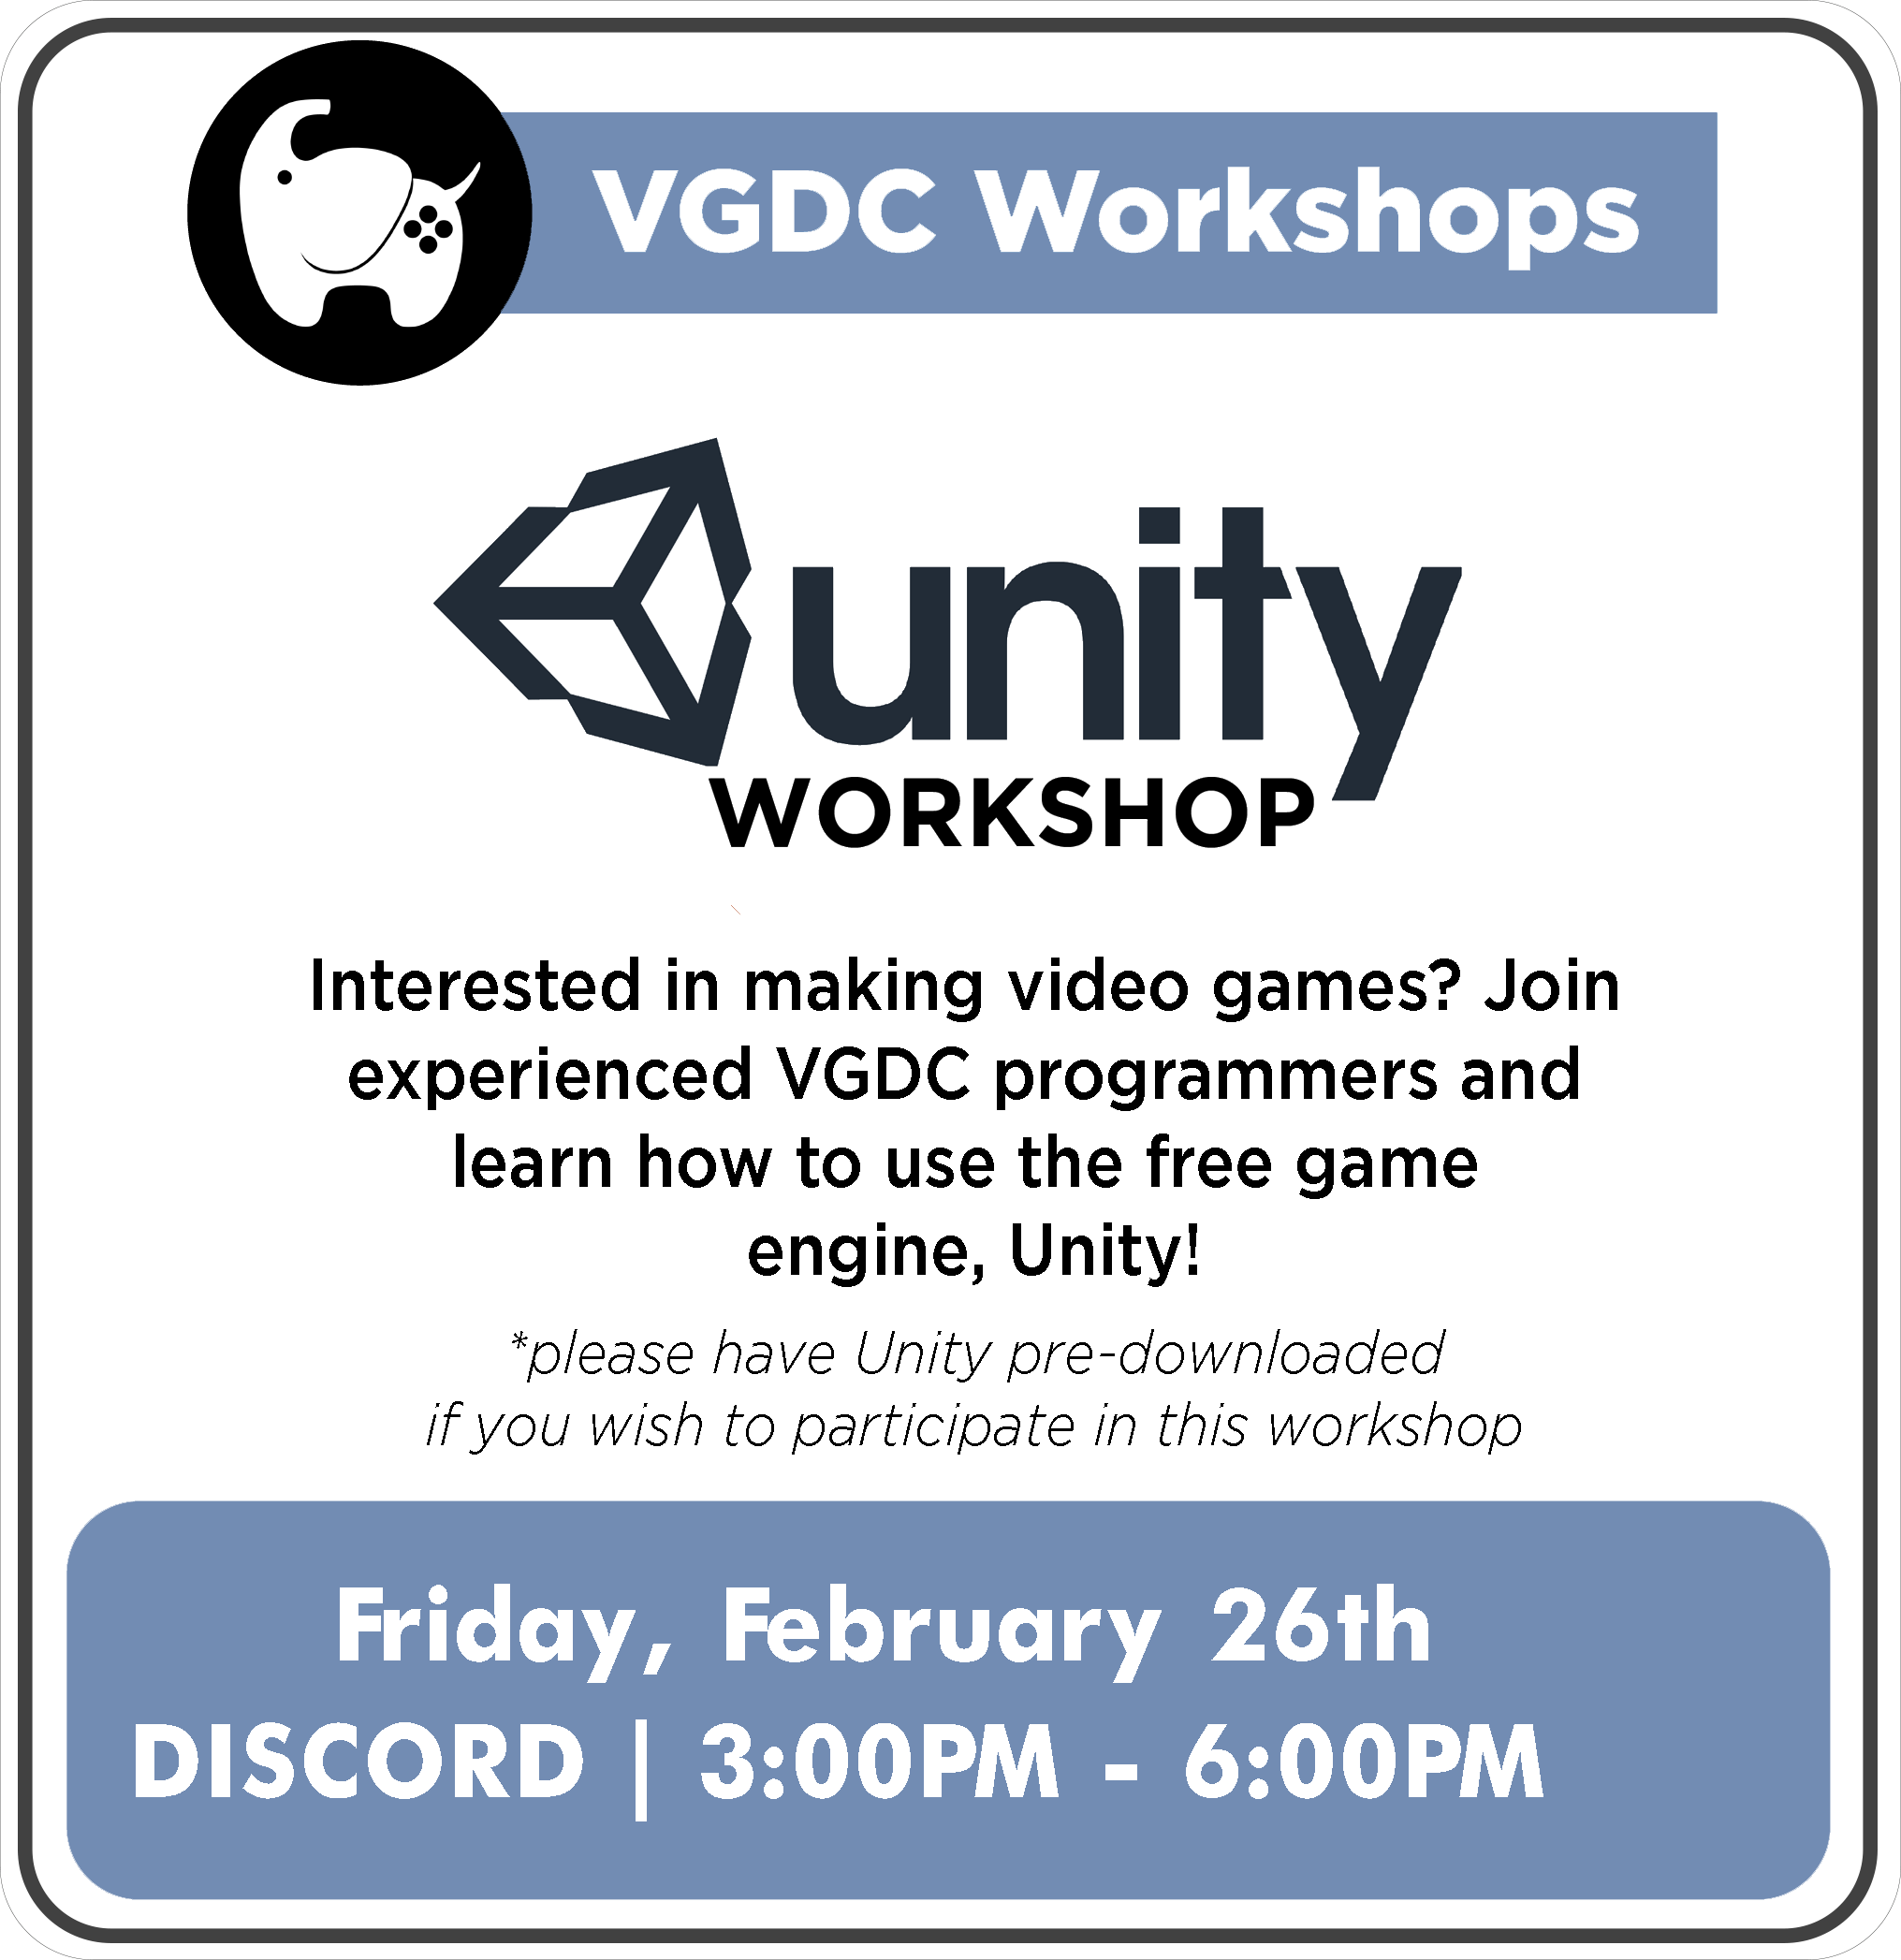 VGDC Workshops
unity
WORKSHOP
Interested in making video games? Join
experienced VGDC programmers and
learn how to use the free game
engine, Unity!
*please have Unity pre-downloaded
if you wish to participate in this workshop
Friday, February 26th
DISCORD | 3:00PM - 6:00PM